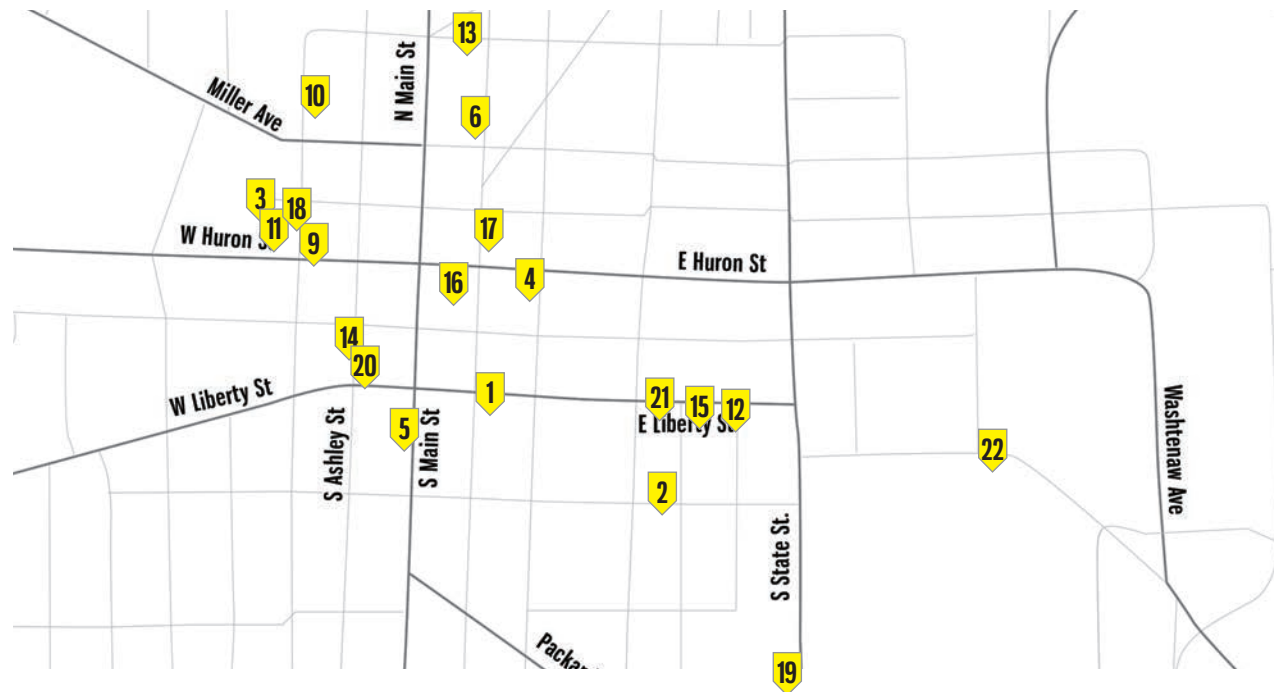 13
N Main St
Miller Ave
10
6
3
18
11
W Huron S
9
17
16
4
E Huron St
14
20
W Liberty St
1
21
15
12
E Liberty St
5
S Ashley St
S Main St
22
Washtenaw Ave
2
S State St.
Packa
19